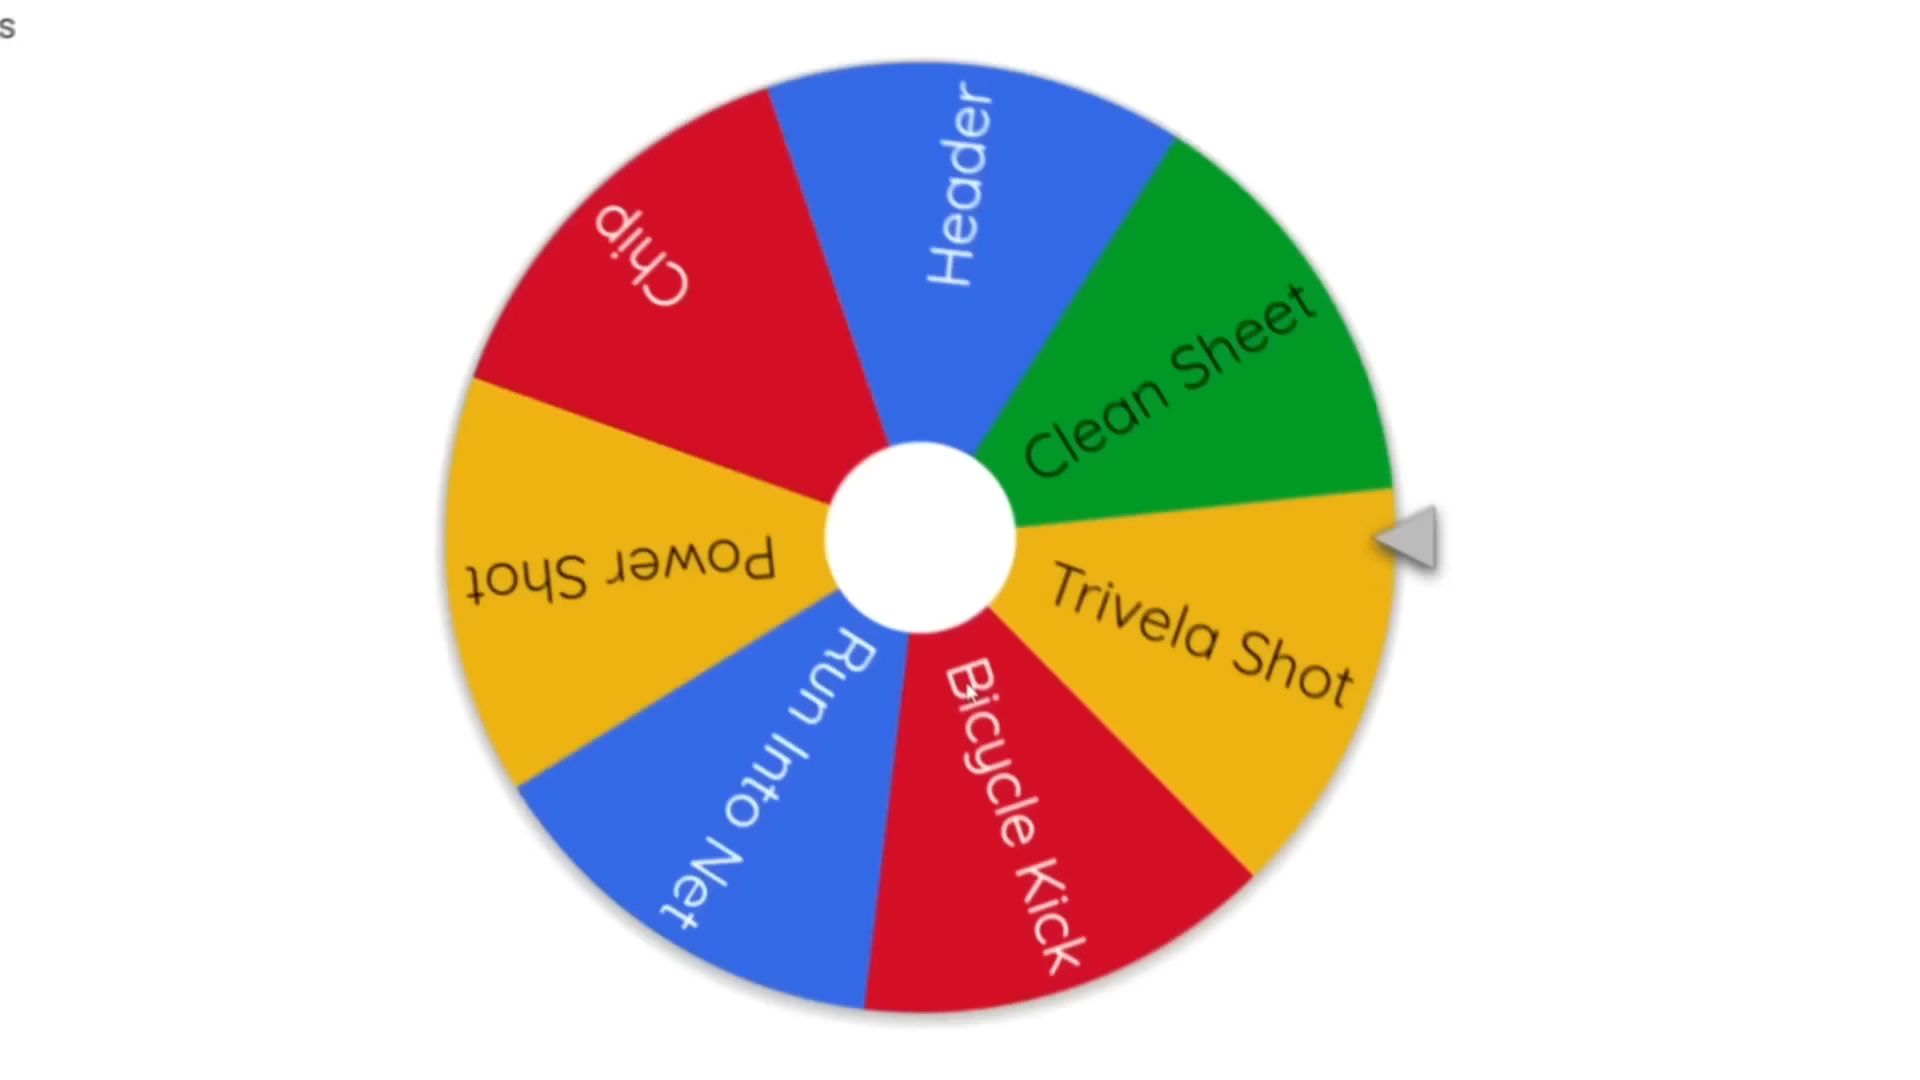 s
Header
Clean Sheet
Trivela Shot
Bicycle Kick
Run Into Net
Power Shot
Chip